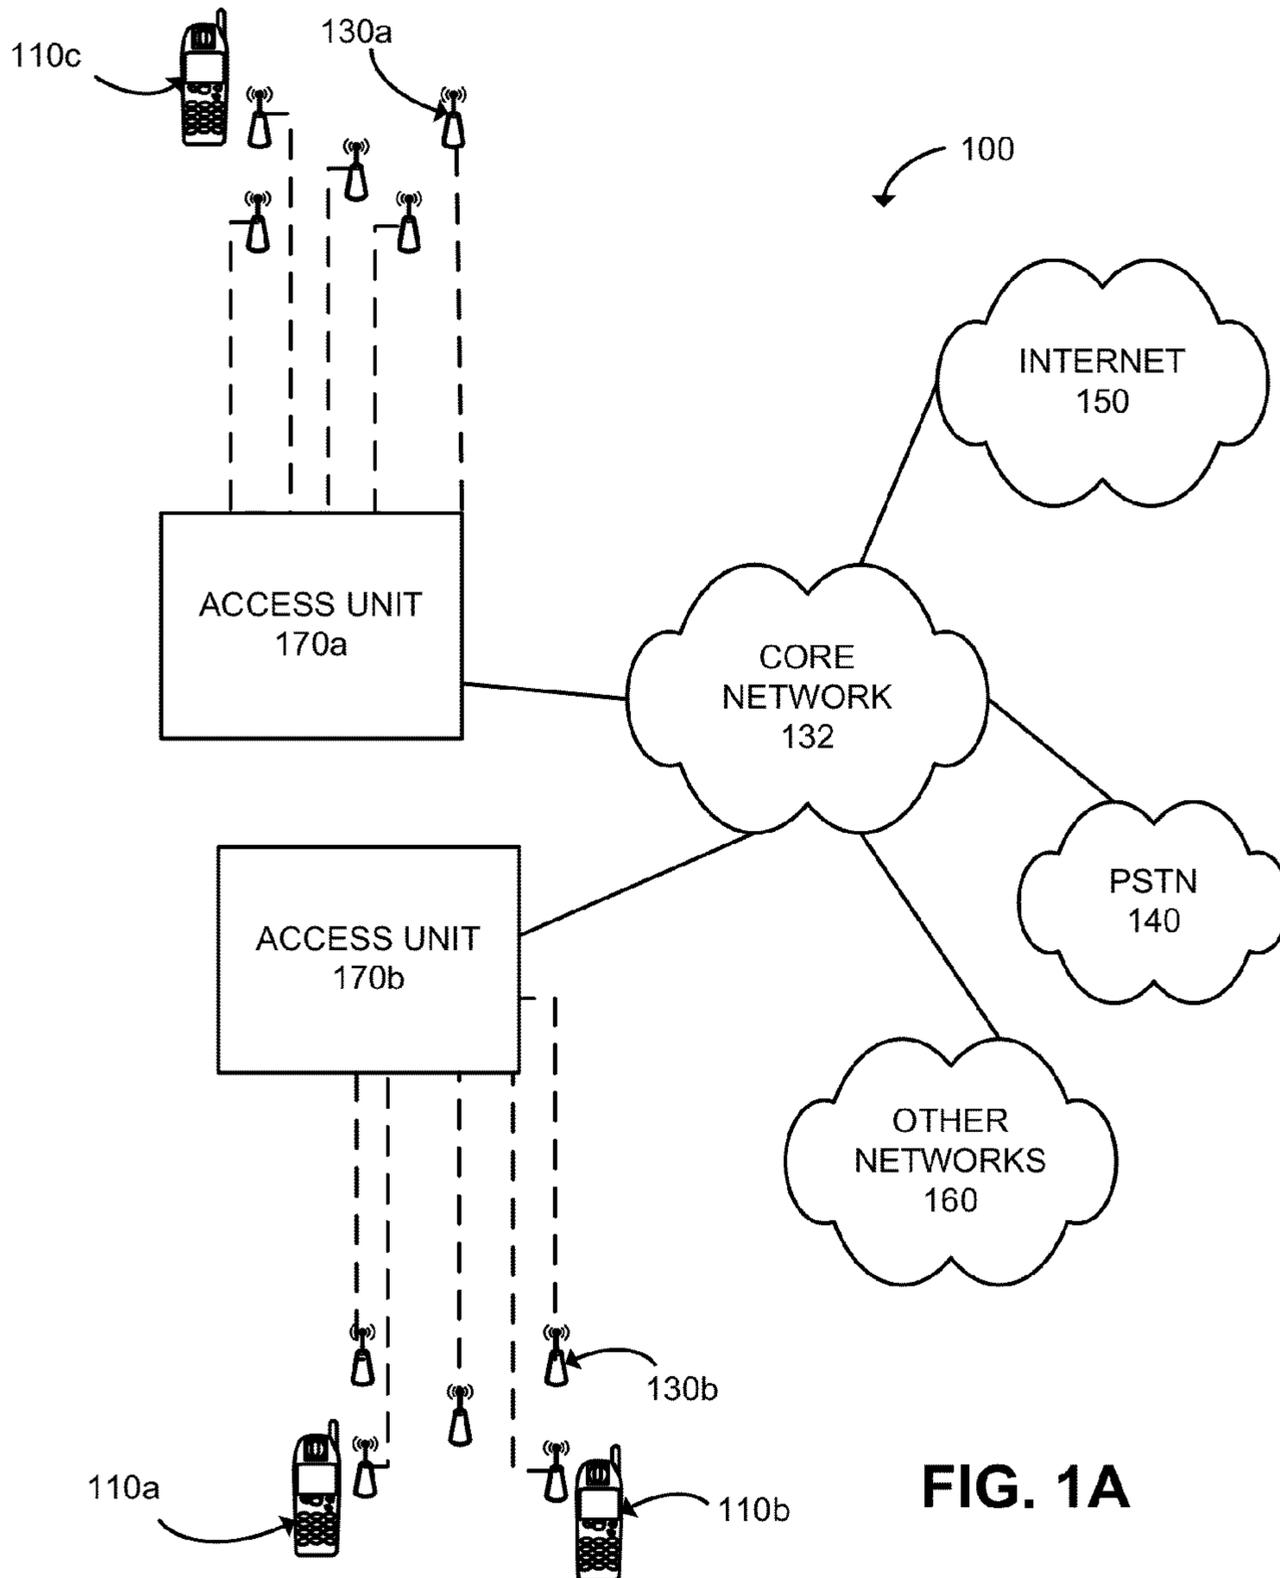 110c
130a
100
INTERNET
150
ACCESS UNIT
170a
CORE
NETWORK
132
PSTN
140
ACCESS UNIT
170b
OTHER
NETWORKS
160
130b
110a
110b
FIG. 1A